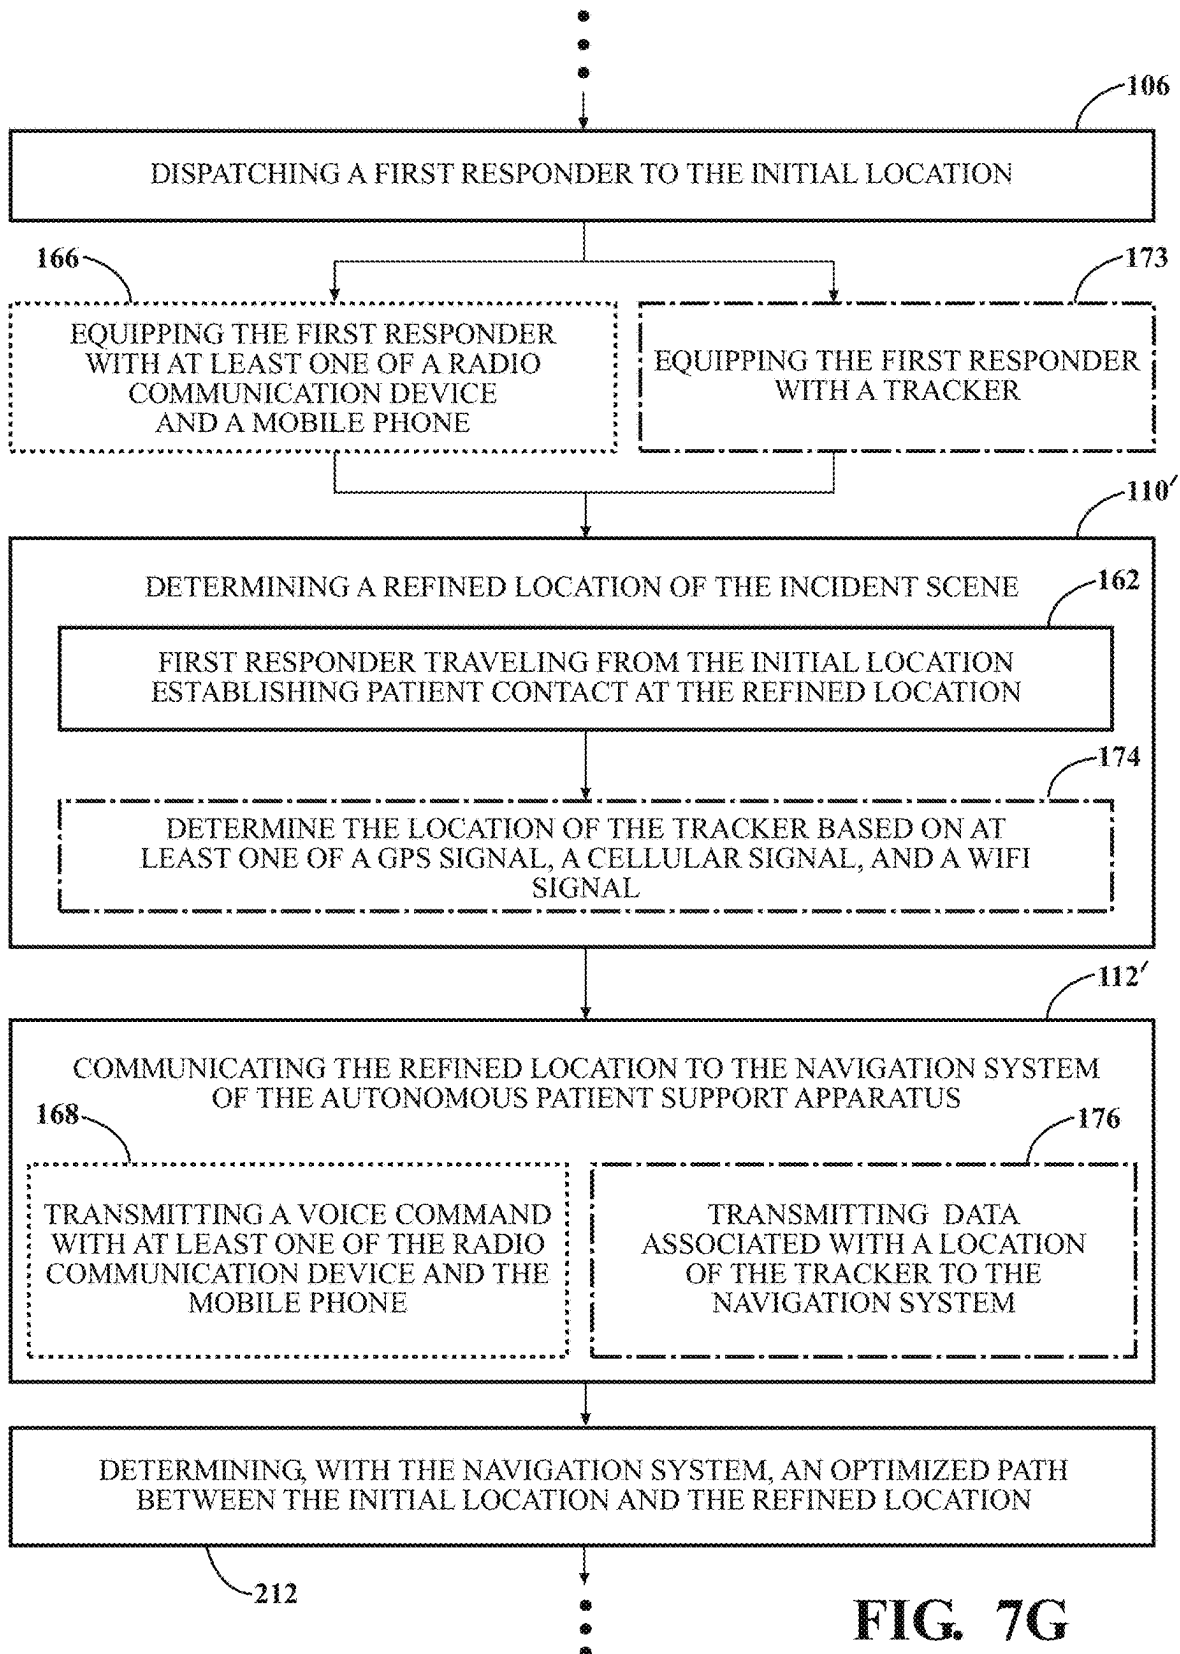 106
DISPATCHING A FIRST RESPONDER TO THE INITIAL LOCATION
166
173
EQUIPPING THE FIRST RESPONDER
WITH AT LEAST ONE OF A RADIO
COMMUNICATION DEVICE
AND A MOBILE PHONE
EQUIPPING THE FIRST RESPONDER
WITH A TRACKER
110′
DETERMINING A REFINED LOCATION OF THE INCIDENT SCENE
162
FIRST RESPONDER TRAVELING FROM THE INITIAL LOCATION
ESTABLISHING PATIENT CONTACT AT THE REFINED LOCATION
174
DETERMINE THE LOCATION OF THE TRACKER BASED ON AT
LEAST ONE OF A GPS SIGNAL, A CELLULAR SIGNAL, AND A WIFI
SIGNAL
112′
COMMUNICATING THE REFINED LOCATION TO THE NAVIGATION SYSTEM
OF THE AUTONOMOUS PATIENT SUPPORT APPARATUS
168
176
TRANSMITTING A VOICE COMMAND
WITH AT LEAST ONE OF THE RADIO
COMMUNICATION DEVICE AND THE
MOBILE PHONE
TRANSMITTING DATA
ASSOCIATED WITH A LOCATION
OF THE TRACKER TO THE
NAVIGATION SYSTEM
DETERMINING, WITH THE NAVIGATION SYSTEM, AN OPTIMIZED PATH
BETWEEN THE INITIAL LOCATION AND THE REFINED LOCATION
212
FIG. 7G